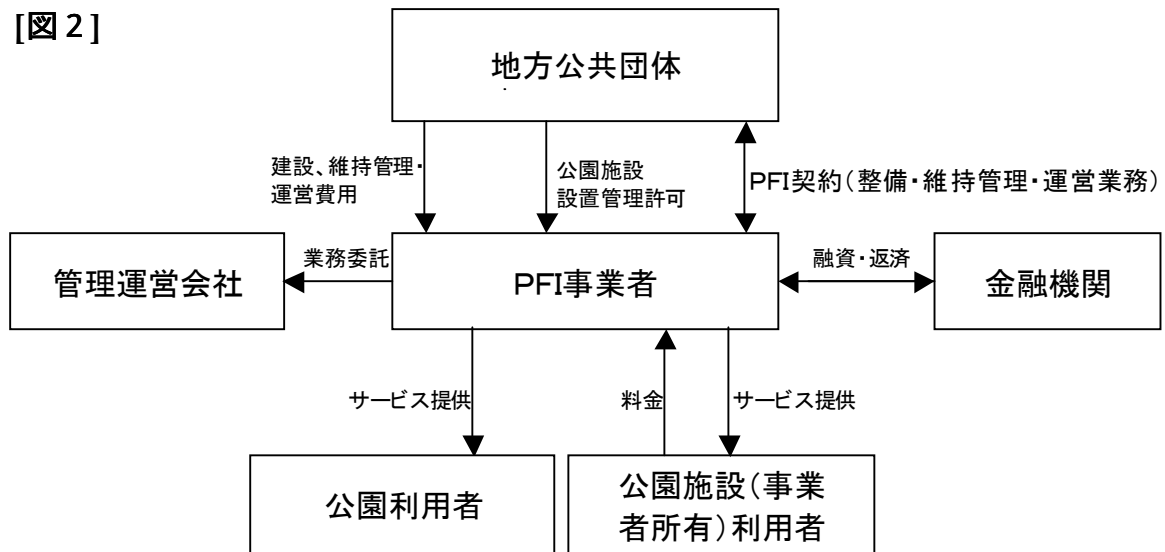 [図２]
地方公共団体
建設、維持管理・
運営費用
公園施設
設置管理許可
PFI契約（整備・維持管理・運営業務）
管理運営会社
業務委託
PFI事業者
融資・返済
金融機関
サービス提供
料金
サービス提供
公園利用者
公園施設（事業
者所有）利用者